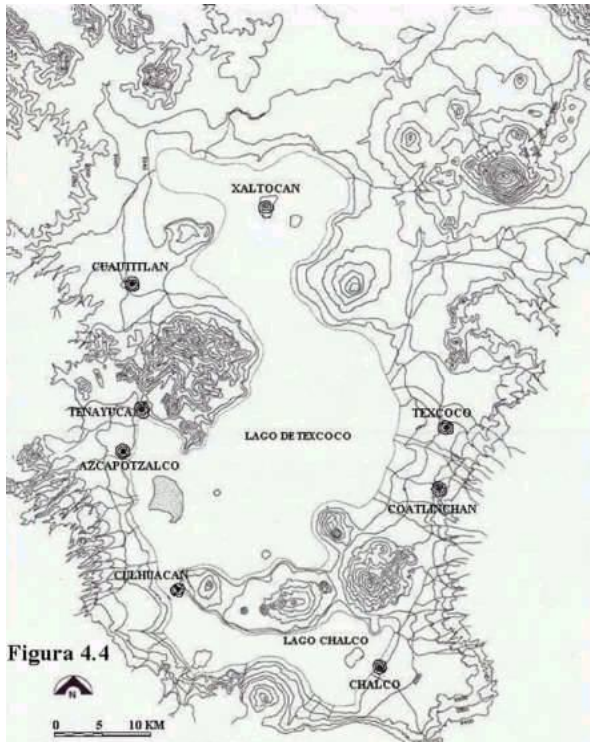 XALTOCAN
CUAUTITLAN
TENAYUCA
TEXCOCO
LAGO DE TEXCOCO
AZCAPOTZALCO
COATLINCHAN
CULHUACAN
LAGO CHALCO
Figura 4.4
CHALCO
N
0 5 10 KM